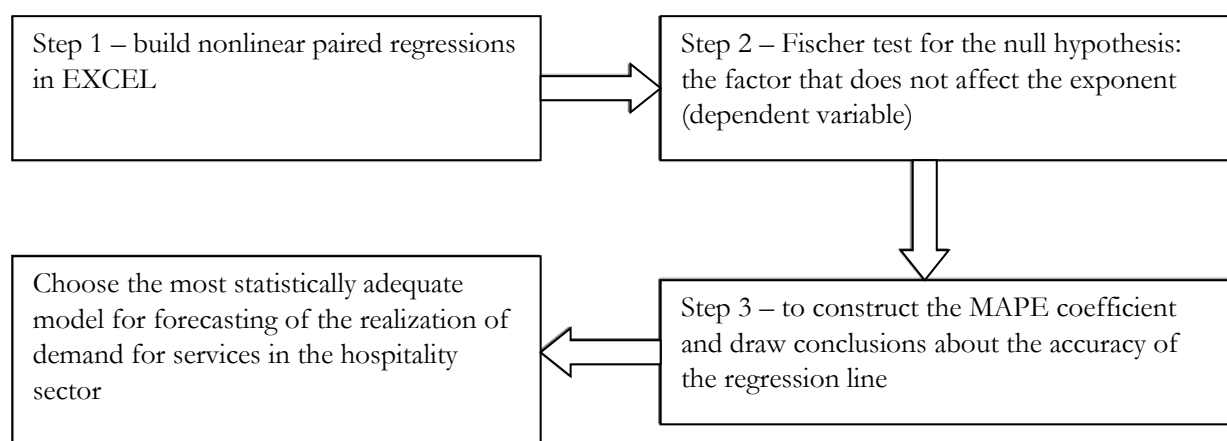 Step 1 – build nonlinear paired regressions
in EXCEL
Step 2 – Fischer test for the null hypothesis:
the factor that does not affect the exponent
(dependent variable)
Step 3 – to construct the MAPE coefficient
and draw conclusions about the accuracy of
the regression line
Choose the most statistically adequate
model for forecasting of the realization of
demand for services in the hospitality
sector